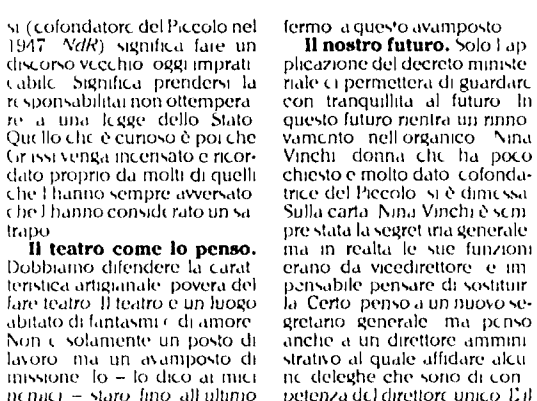 si (cofondatore del Piccolo nel
1947 NdR) significa fare un
discorso vecchio oggi imprati
cabile Significa prendersi la
responsabilitai non ottempera
re a una legge dello Stato
Quello che è curioso è poi che
Grissi venga incensato e ricor-
dato proprio da molti di quelli
che l hanno sempre avversato
che l hanno considerato un sa
trapo
Il teatro come lo penso.
Dobbiamo difendere la carat
teristica artigianale povera del
fare teatro Il teatro e un luogo
abitato di fantasmi e di amore
Non e solamente un posto di
lavoro ma un avamposto di
missione Io – lo dico ai miei
nemici – staro fino all ultimo
fermo a questo avamposto
Il nostro futuro. Solo l ap
plicazione del decreto ministe
riale ci permettera di guardare
con tranquillita al futuro In
questo futuro rientra un rinno
vamento nell organico Nina
Vinchi donna che ha poco
chiesto e molto dato cofonda-
trice del Piccolo si è dimessa
Sulla carta Nina Vinchi è sem
pre stata la segretaria generale
ma in realta le sue funzioni
erano da vicedirettore e im
pensabile pensare di sostituir
la Certo penso a un nuovo se-
gretario generale ma penso
anche a un direttore ammini
strativo al quale affidare alcu
ne deleghe che sono di com
petenza del direttore unico